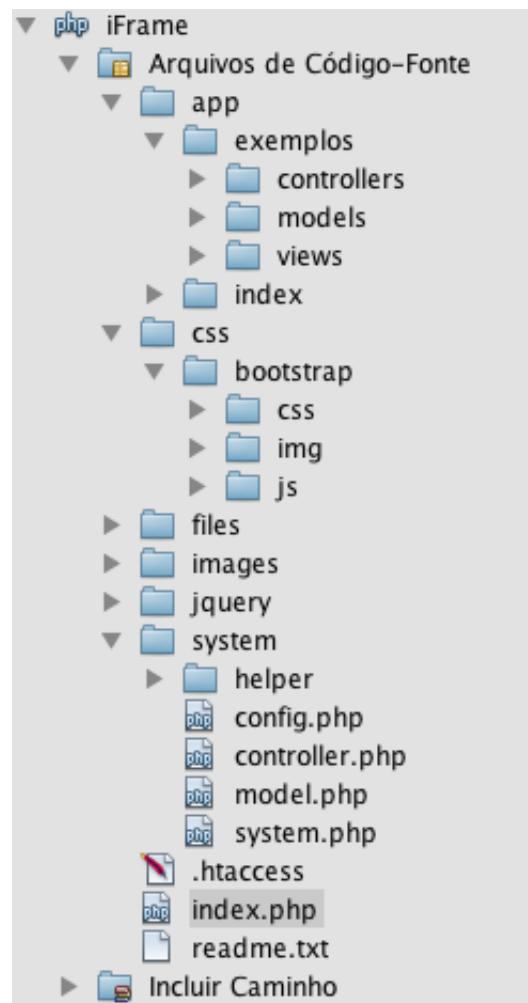 php iFrame
Arquivos de Código-Fonte
app
exemplos
controllers
models
views
index
css
bootstrap
css
img
js
files
images
jquery
system
helper
php config.php
php controller.php
php model.php
php system.php
.htaccess
php index.php
readme.txt
Incluir Caminho